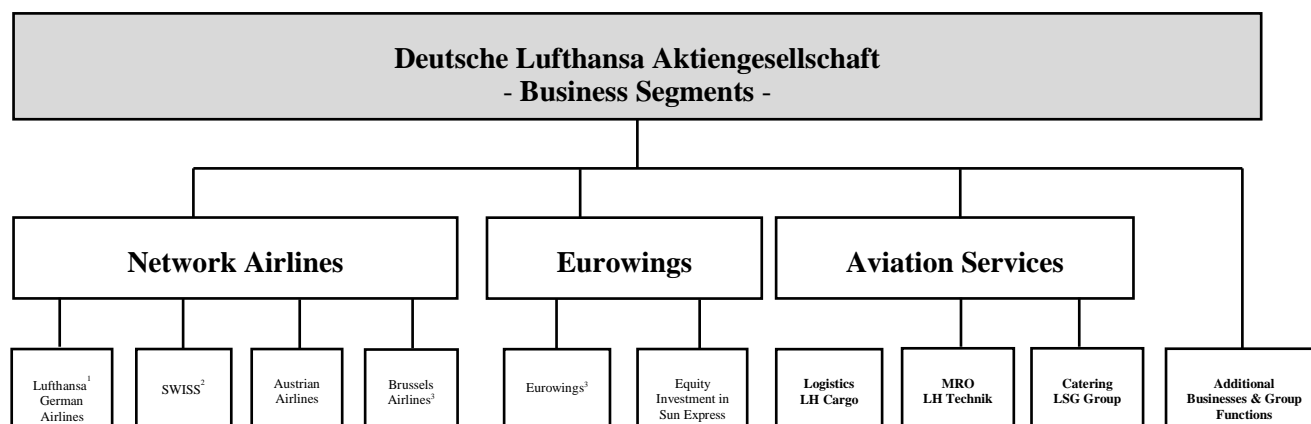 Deutsche Lufthansa Aktiengesellschaft
- Business Segments -
Network Airlines
Eurowings
Aviation Services
Lufthansa¹
German
Airlines
SWISS²
Austrian
Airlines
Brussels
Airlines³
Eurowings³
Equity
Investment in
Sun Express
Logistics
LH Cargo
MRO
LH Technik
Catering
LSG Group
Additional
Businesses & Group
Functions